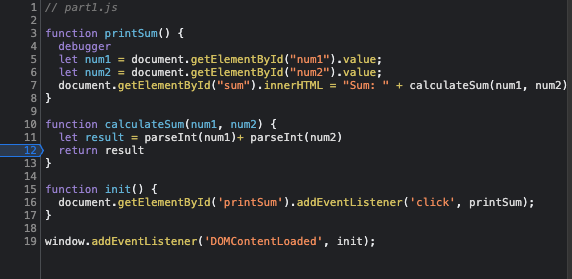 1 // part1.js
2
3 function printSum() {
4   debugger
5   let num1 = document.getElementById("num1").value;
6   let num2 = document.getElementById("num2").value;
7   document.getElementById("sum").innerHTML = "Sum: " + calculateSum(num1, num2)
8 }
9
10 function calculateSum(num1, num2) {
11   let result = parseInt(num1)+ parseInt(num2)
12   return result
13 }
14
15 function init() {
16   document.getElementById('printSum').addEventListener('click', printSum);
17 }
18
19 window.addEventListener('DOMContentLoaded', init);